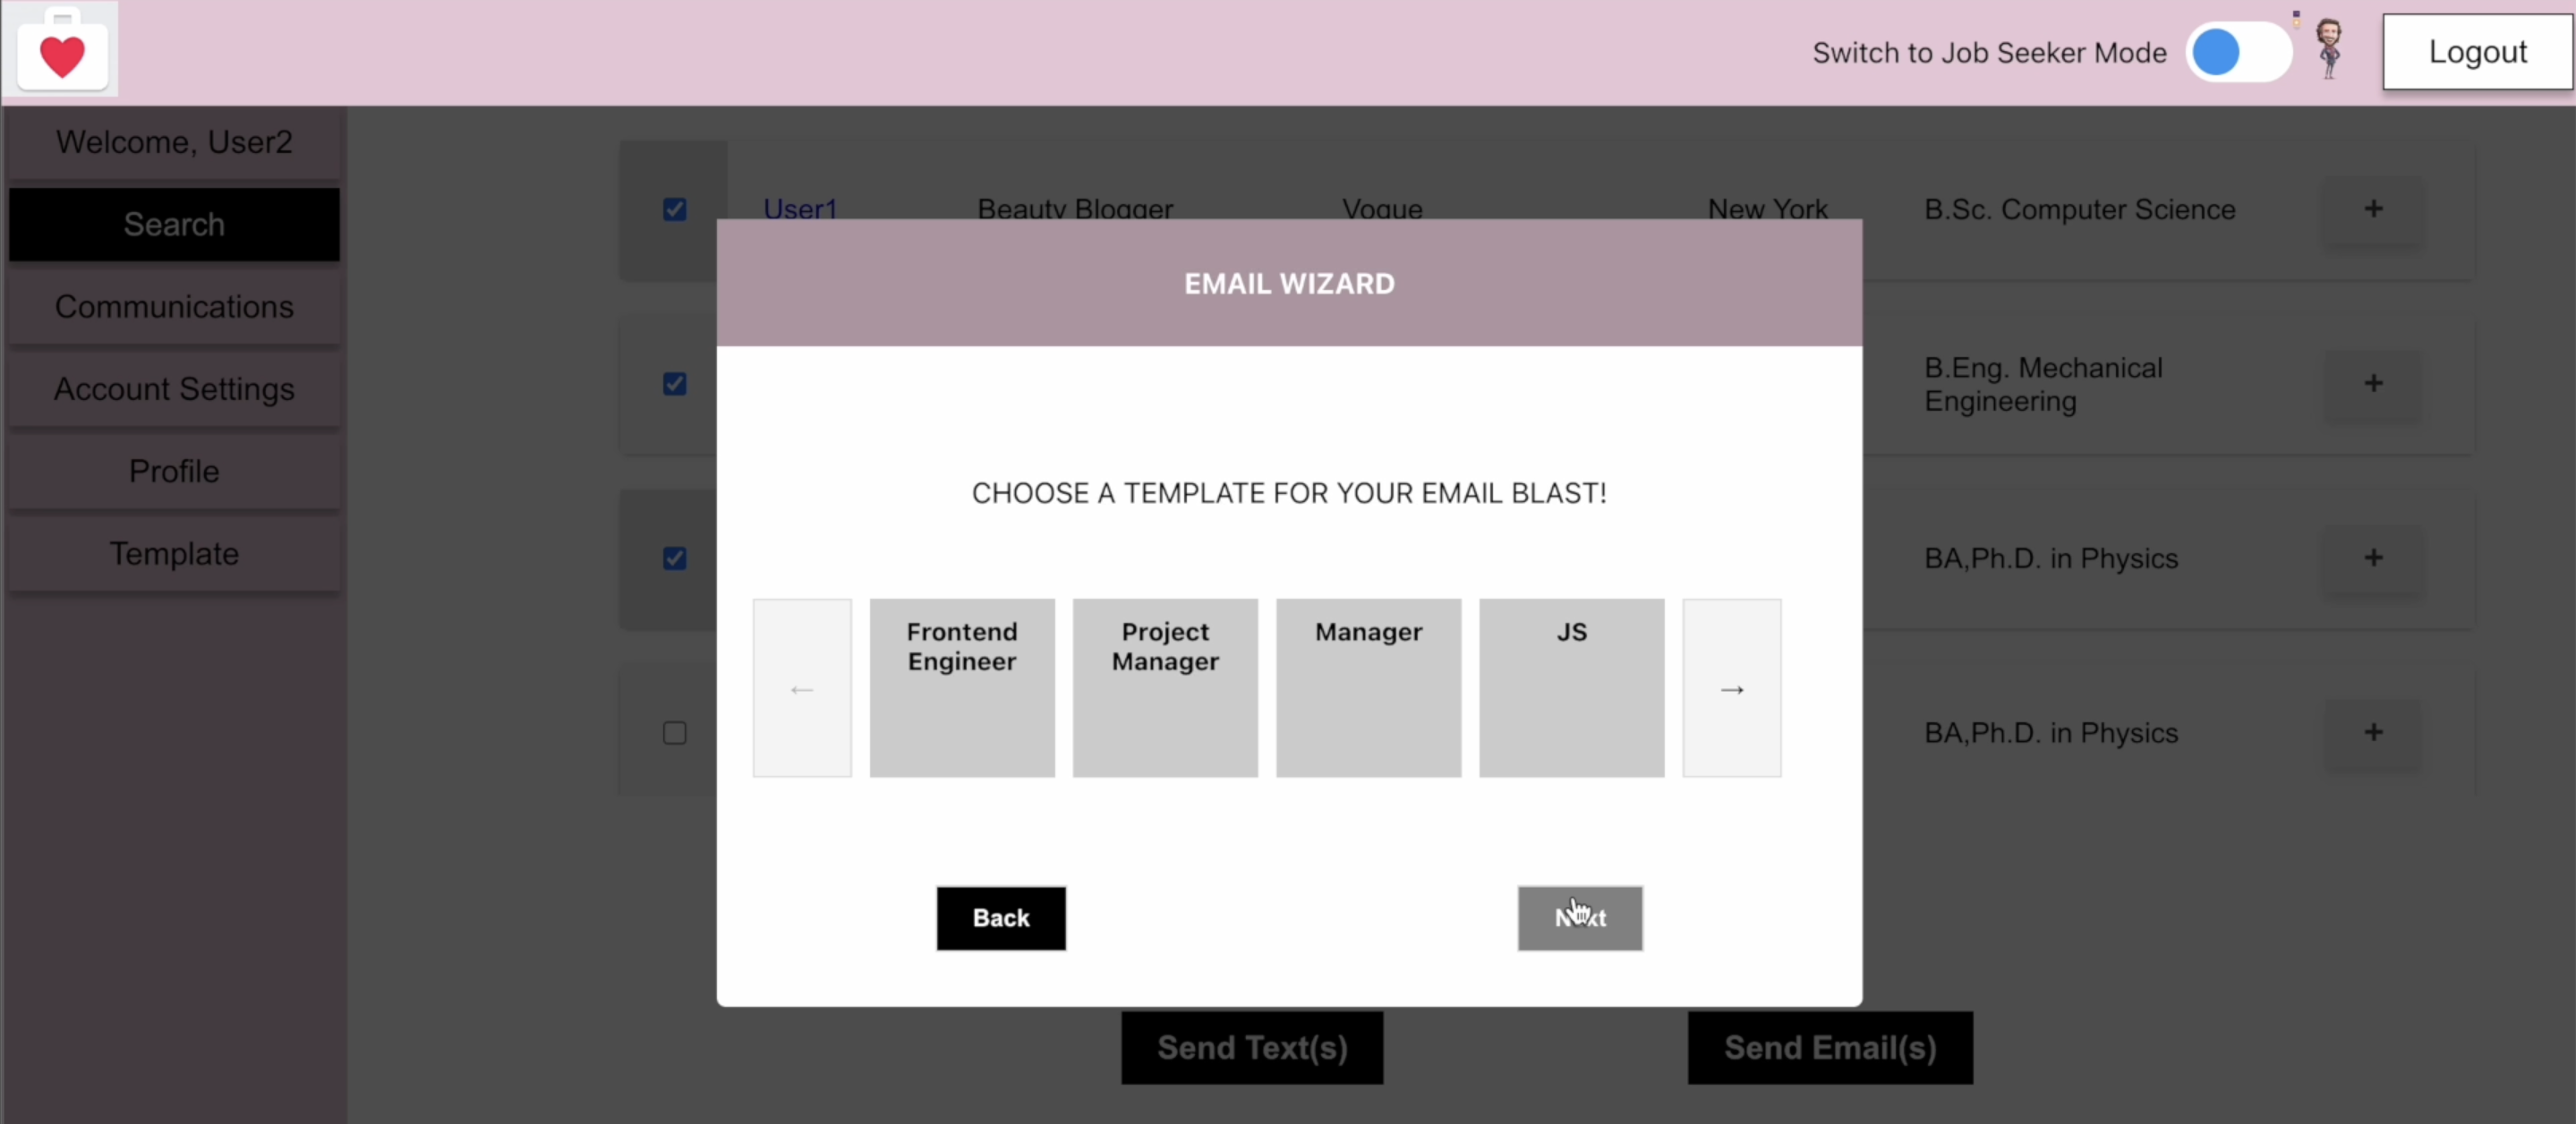 Switch to Job Seeker Mode
Logout
Welcome, User2
Search
Communications
Account Settings
Profile
Template
User1 Beauty Blogger Vogue New York B.Sc. Computer Science +
EMAIL WIZARD
B.Eng. Mechanical
Engineering
+
CHOOSE A TEMPLATE FOR YOUR EMAIL BLAST!
BA,Ph.D. in Physics +
←
Frontend
Engineer
Project
Manager
Manager
JS
→
BA,Ph.D. in Physics +
Back
Next
Send Text(s)
Send Email(s)